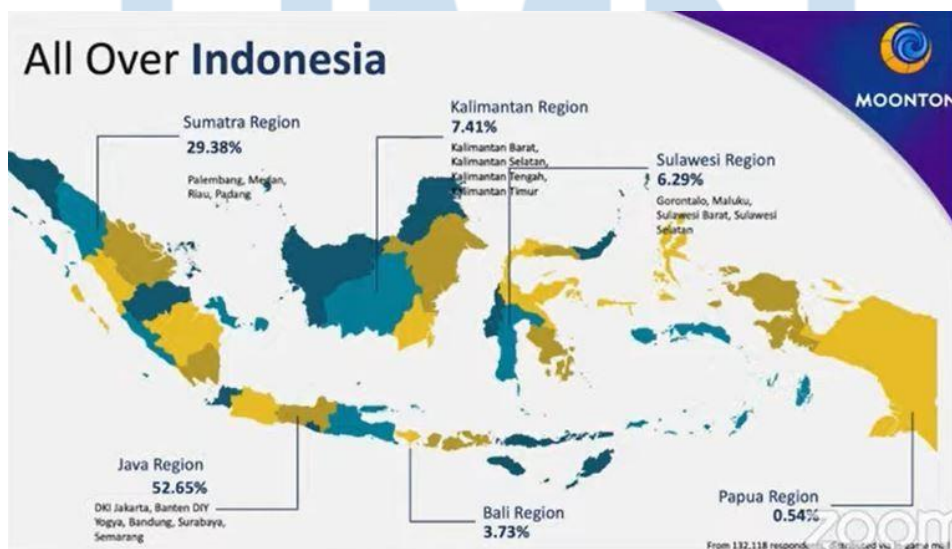 All Over Indonesia
MOONTON
Sumatra Region
29.38%
Palembang, Medan,
Riau, Padang
Kalimantan Region
7.41%
Kalimantan Barat,
Kalimantan Selatan,
Kalimantan Tengah,
Kalimantan Timur
Sulawesi Region
6.29%
Gorontalo, Maluku,
Sulawesi Barat, Sulawesi
Selatan
Java Region
52.65%
DKI Jakarta, Banten DIY
Yogya, Bandung, Surabaya,
Semarang
Bali Region
3.73%
Papua Region
0.54%
zoom
From 132,118 respondents, distributed via